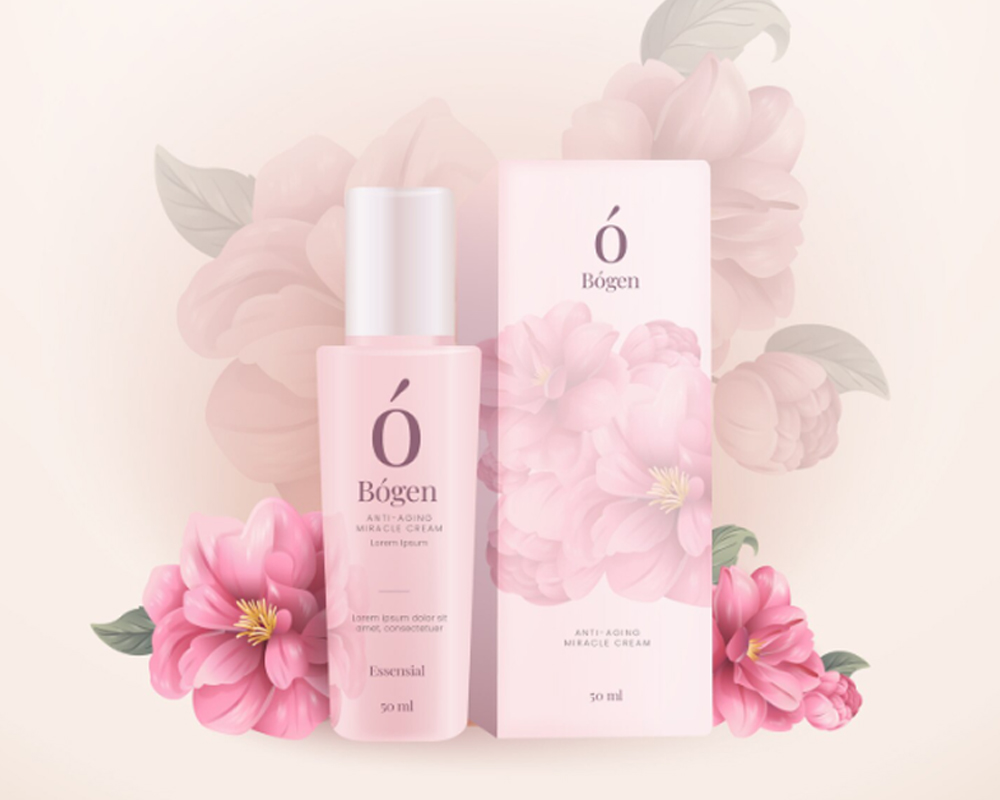 Ó
Bógen
ANTI-AGING
MIRACLE CREAM
Lorem Ipsum
Lorem ipsum dolor sit
amet, consectetuer
Essensial
50 ml
Ó
Bógen
ANTI-AGING
MIRACLE CREAM
50 ml